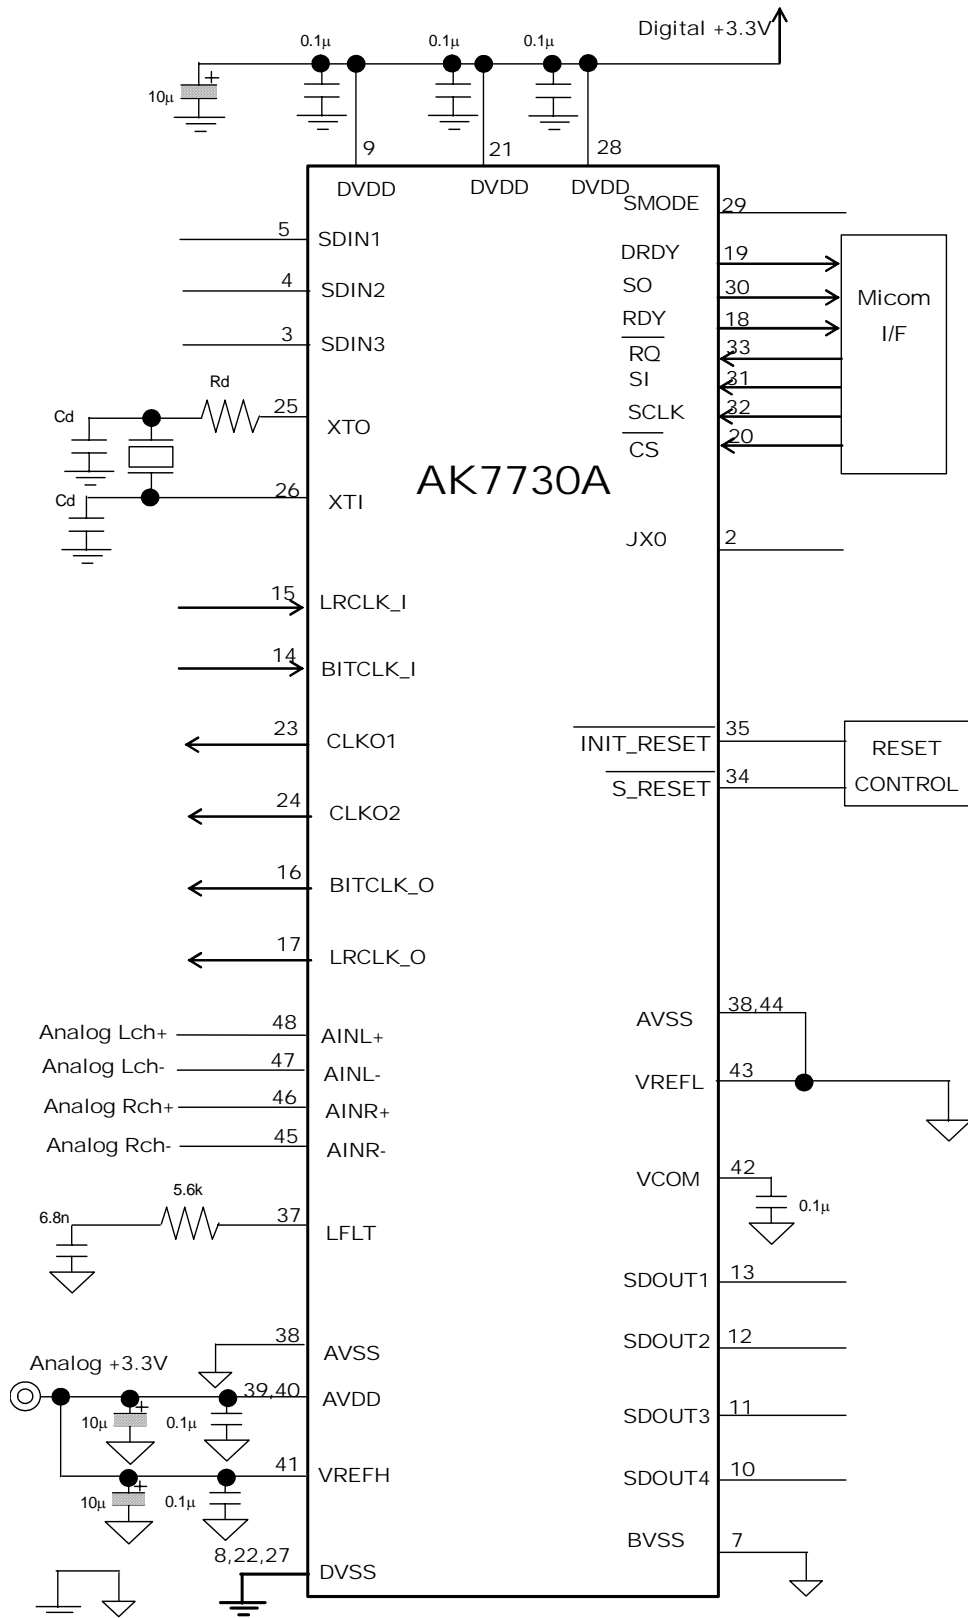 Digital +3.3V
0.1µ
0.1µ
0.1µ
10µ
+
9
21
28
DVDD
DVDD
DVDD
SMODE
29
5
SDIN1
4
SDIN2
3
SDIN3
DRDY
19
SO
30
RDY
18
RQ
33
SI
31
SCLK
32
CS
20
Micom
I/F
Rd
Cd
25
XTO
Cd
26
XTI
AK7730A
JX0
2
15
LRCLK_I
14
BITCLK_I
23
CLKO1
24
CLKO2
16
BITCLK_O
17
LRCLK_O
INIT_RESET
35
S_RESET
34
RESET
CONTROL
Analog Lch+
48
AINL+
Analog Lch-
47
AINL-
Analog Rch+
46
AINR+
Analog Rch-
45
AINR-
AVSS
38,44
VREFL
43
VCOM
42
0.1µ
5.6k
6.8n
37
LFLT
SDOUT1
13
SDOUT2
12
SDOUT3
11
SDOUT4
10
BVSS
7
38
AVSS
Analog +3.3V
39,40
AVDD
10µ
+
0.1µ
41
VREFH
10µ
+
0.1µ
8,22,27
DVSS